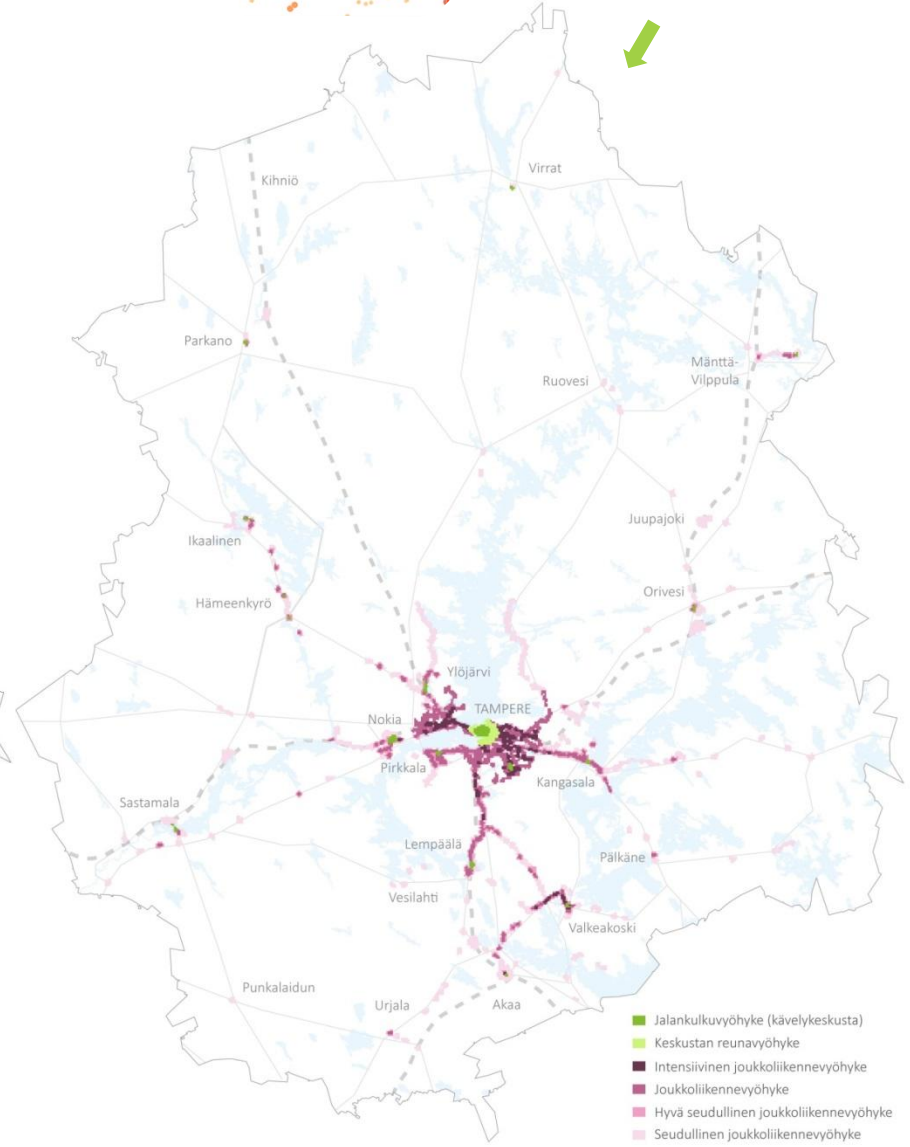 Virrat
Kihniö
Parkano
Mänttä-
Vilppula
Ruovesi
Juupajoki
Ikaalinen
Orivesi
Hämeenkyrö
Ylöjärvi
TAMPERE
Nokia
Pirkkala
Kangasala
Sastamala
Lempäälä
Pälkäne
Vesilahti
Valkeakoski
Punkalaidun
Urjala
Akaa
Jalankulkuvyöhyke (kävelykeskusta)
Keskustan reunavyöhyke
Intensiivinen joukkoliikennevyöhyke
Joukkoliikennevyöhyke
Hyvä seudullinen joukkoliikennevyöhyke
Seudullinen joukkoliikennevyöhyke